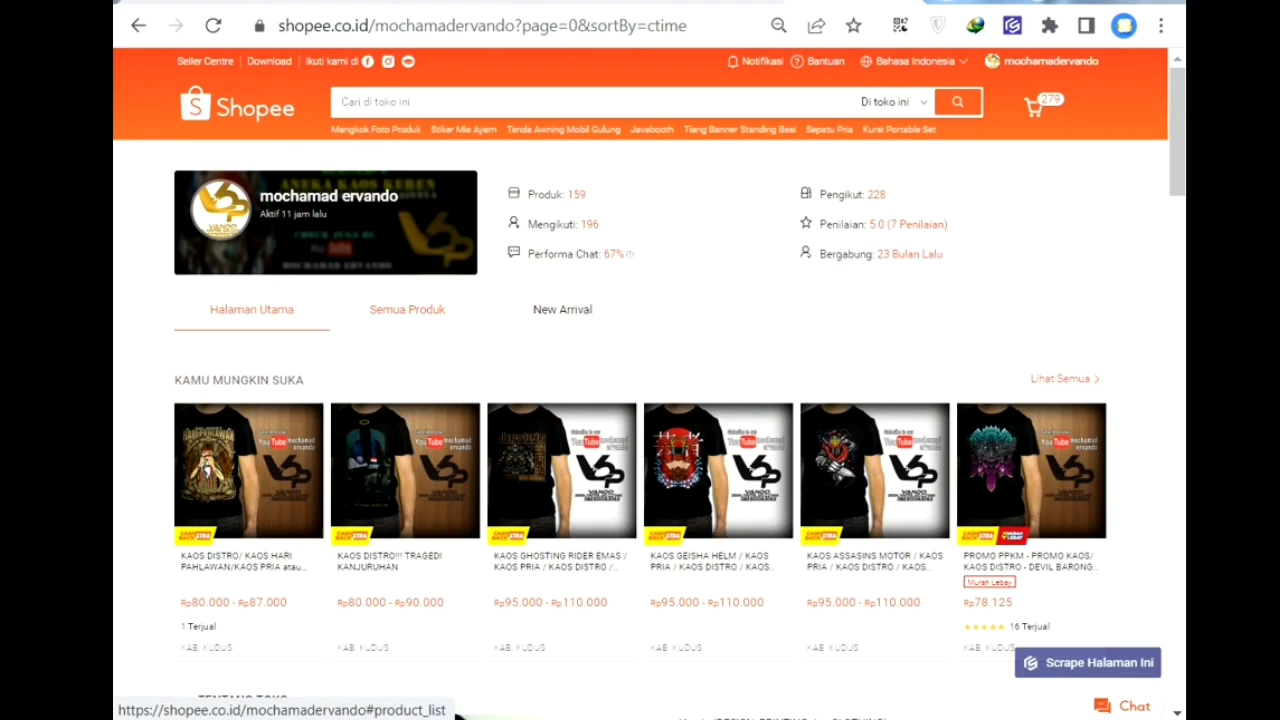 shopee.co.id/mochamadervando?page=0&sortBy=ctime
Seller Centre | Download | Ikuti kami di
Notifikasi Bantuan Bahasa Indonesia mochamadervando
Shopee
Cari di toko ini Di toko ini
279
Mangkok Foto Produk Stiker Mie Ayam Tenda Awning Mobil Gulung Javabooth Tiang Banner Standing Besi Sepatu Pria Kursi Portable Set
ANEKA KAOS KEREN
mochamad ervando
Aktif 11 jam lalu
MOCHAMAD ERVANDO
Produk: 159
Mengikuti: 196
Performa Chat: 67%
Pengikut: 228
Penilaian: 5.0 (7 Penilaian)
Bergabung: 23 Bulan Lalu
Halaman Utama Semua Produk New Arrival
KAMU MUNGKIN SUKA
Lihat Semua >
KAOS DISTRO/ KAOS HARI
PAHLAWAN/KAOS PRIA atau...
Rp80.000 - Rp87.000
1 Terjual
KAB. KUDUS
KAOS DISTRO!!! TRAGEDI
KANJURUHAN
Rp80.000 - Rp90.000
KAB. KUDUS
KAOS GHOSTING RIDER EMAS /
KAOS PRIA / KAOS DISTRO /...
Rp95.000 - Rp110.000
KAB. KUDUS
KAOS GEISHA HELM / KAOS
PRIA / KAOS DISTRO / KAOS...
Rp95.000 - Rp110.000
KAB. KUDUS
KAOS ASSASINS MOTOR / KAOS
PRIA / KAOS DISTRO / KAOS...
Rp95.000 - Rp110.000
KAB. KUDUS
PROMO PPKM - PROMO KAOS/
KAOS DISTRO - DEVIL BARONG...
Murah Lebay
Rp78.125
16 Terjual
KAB. KUDUS
Scrape Halaman Ini
TENTANG TOKO
https://shopee.co.id/mochamadervando#product_list
Chat